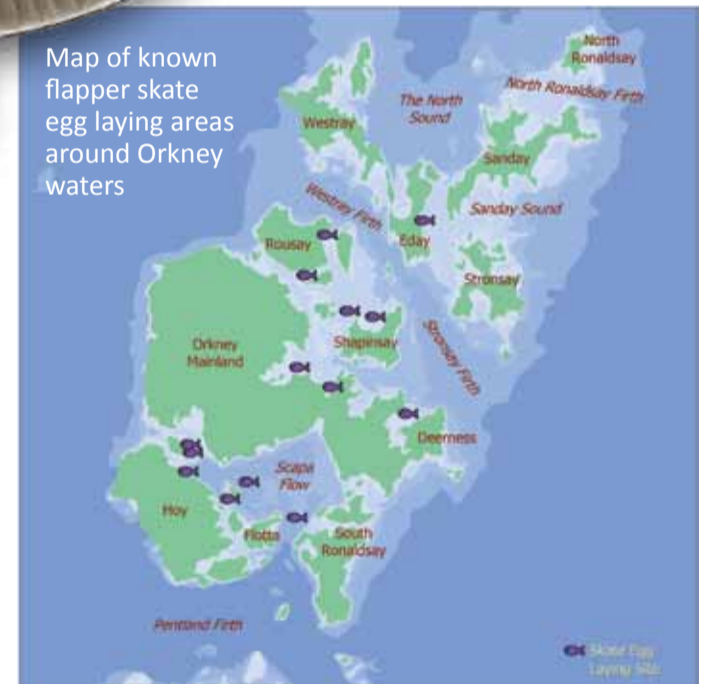 Map of known
flapper skate
egg laying areas
around Orkney
waters
North
Ronaldsay
North Ronaldsay Firth
The North
Sound
Westray
Sanday
Westray Firth
Sanday Sound
Eday
Rousay
Stronsay
Orkney
Mainland
Shapinsay
Stronsay Firth
Deerness
Scapa
Flow
Hoy
Flotta
South
Ronaldsay
Pentland Firth
Skate Egg
Laying Site